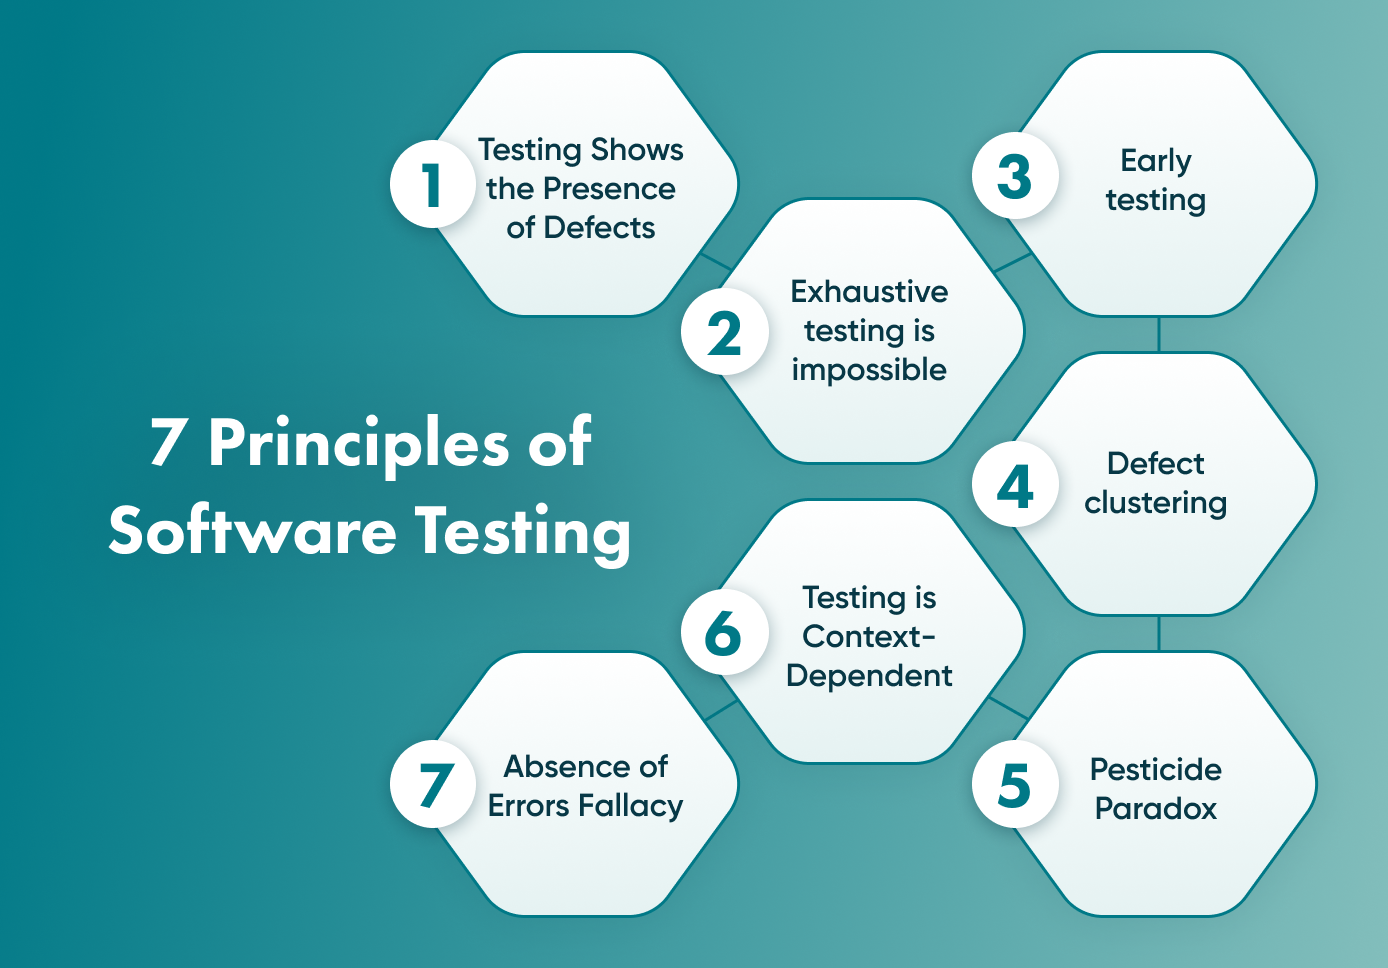 7 Principles of
Software Testing
1
Testing Shows
the Presence
of Defects
2
Exhaustive
testing is
impossible
3
Early
testing
4
Defect
clustering
5
Pesticide
Paradox
6
Testing is
Context-
Dependent
7
Absence of
Errors Fallacy